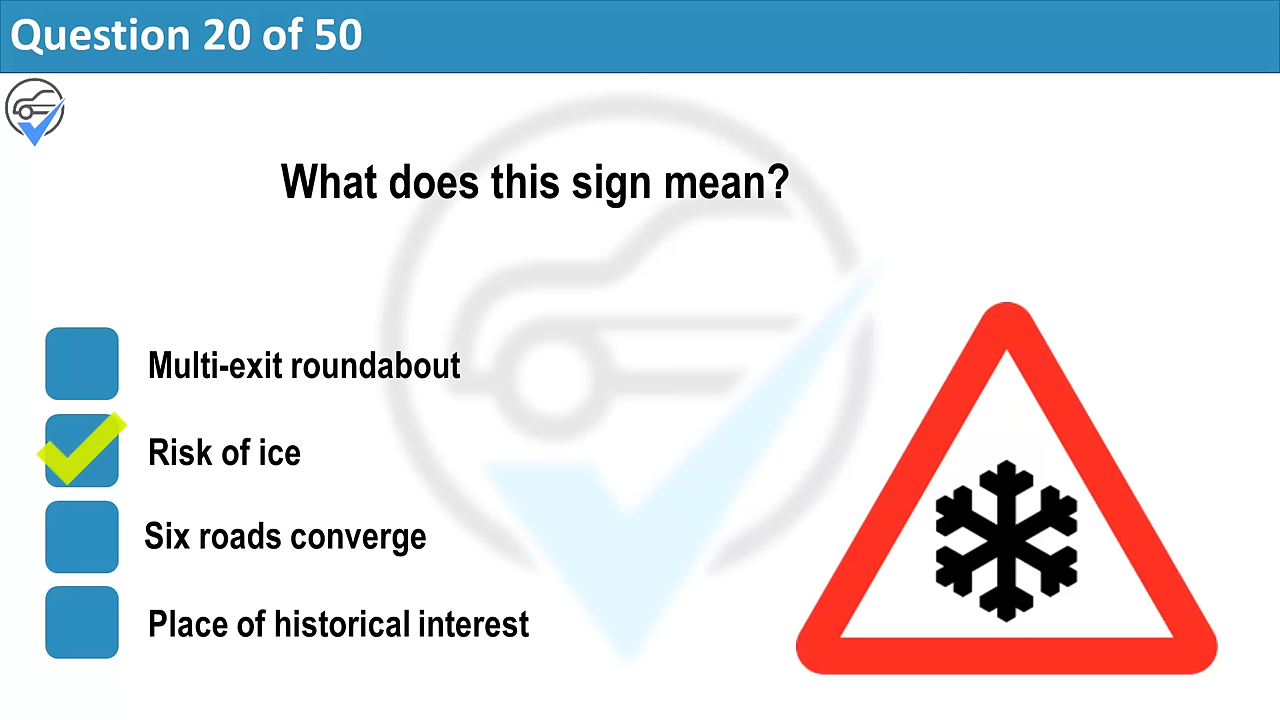 Question 20 of 50
What does this sign mean?
Multi-exit roundabout
Risk of ice
Six roads converge
Place of historical interest